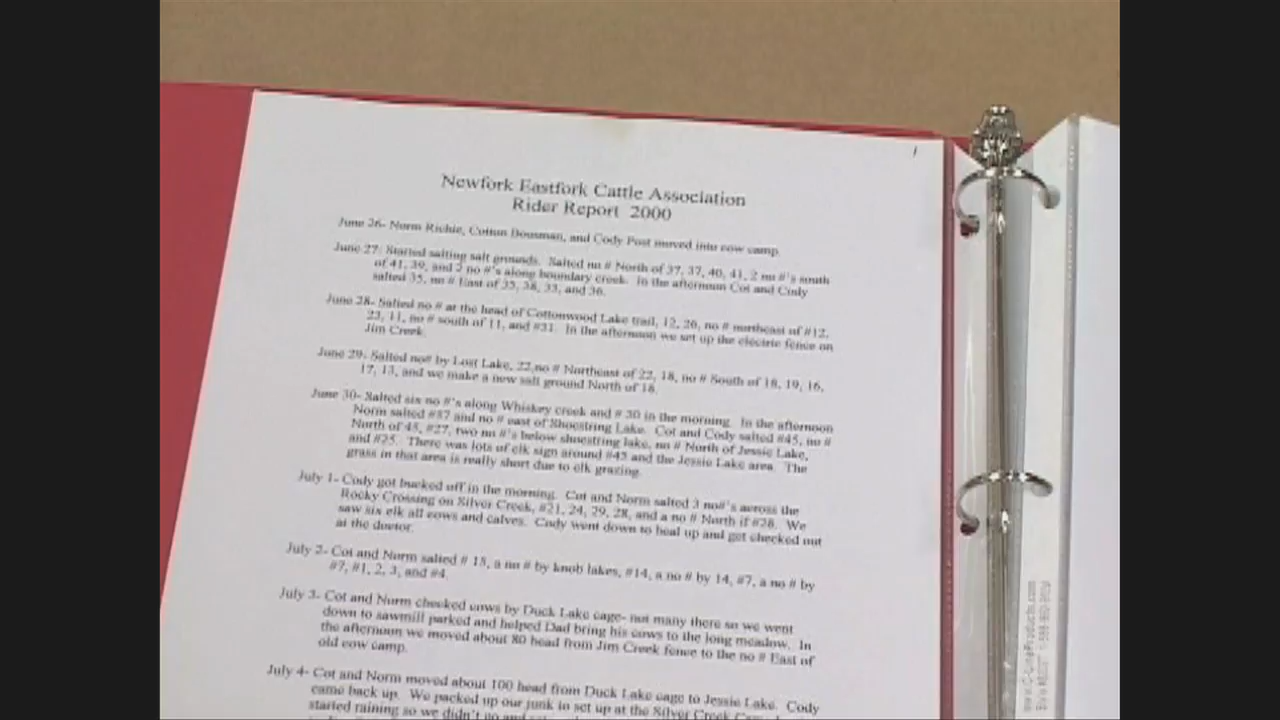 1
Newfork Eastfork Cattle Association
Rider Report 2000
June 26- Norm Richie, Cotton Bousman, and Cody Post moved into cow camp.
June 27- Started salting salt grounds. Salted no # North of 37, 37, 40, 41, 2 no #'s south
of 41, 39, and 2 no #'s along boundary creek. In the afternoon Cot and Cody
salted 35, no # East of 35, 38, 33, and 36.
June 28- Salted no # at the head of Cottonwood Lake trail, 12, 26, no # northeast of #12,
23, 11, no # south of 11, and #31. In the afternoon we set up the electric fence on
Jim Creek.
June 29- Salted no# by Lost Lake, 22,no # Northeast of 22, 18, no # South of 18, 19, 16,
17, 13, and we make a new salt ground North of 18.
June 30- Salted six no #'s along Whiskey creek and # 30 in the morning. In the afternoon
Norm salted #57 and no # east of Shoestring Lake. Cot and Cody salted #45, no #
North of 45, #27, two no #'s below shoestring lake, no # North of Jessie Lake,
and #25. There was lots of elk sign around #45 and the Jessie Lake area. The
grass in that area is really short due to elk grazing.
July 1- Cody got bucked off in the morning. Cot and Norm salted 3 no#'s across the
Rocky Crossing on Silver Creek, #21, 24, 29, 28, and a no # North if #28. We
saw six elk all cows and calves. Cody went down to heal up and get checked out
at the doctor.
July 2- Cot and Norm salted # 15, a no # by knob lakes, #14, a no # by 14, #7, a no # by
#7, #1, 2, 3, and #4.
July 3- Cot and Norm checked cows by Duck Lake cage- not many there so we went
down to sawmill parked and helped Dad bring his cows to the long meadow. In
the afternoon we moved about 80 head from Jim Creek fence to the no # East of
old cow camp.
July 4- Cot and Norm moved about 100 head from Duck Lake cage to Jessie Lake. Cody
came back up. We packed up our junk to set up at the Silver Creek
started raining so we didn't go and
www.C-LineProducts.com